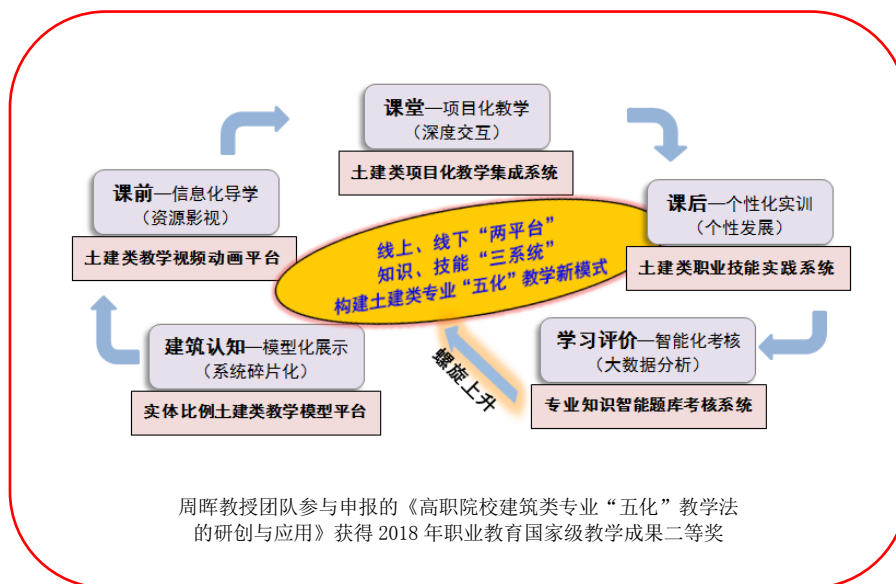 课堂—项目化教学
（深度交互）
土建类项目化教学集成系统
课前—信息化导学
（资源影视）
土建类教学视频动画平台
课后—个性化实训
（个性发展）
土建类职业技能实践系统
线上、线下“两平台”
知识、技能“三系统”
构建土建类专业“五化”教学新模式
建筑认知—模型化展示
（系统碎片化）
实体比例土建类教学模型平台
螺旋上升
学习评价—智能化考核
（大数据分析）
专业知识智能题库考核系统
周晖教授团队参与申报的《高职院校建筑类专业“五化”教学法
的研创与应用》获得 2018 年职业教育国家级教学成果二等奖